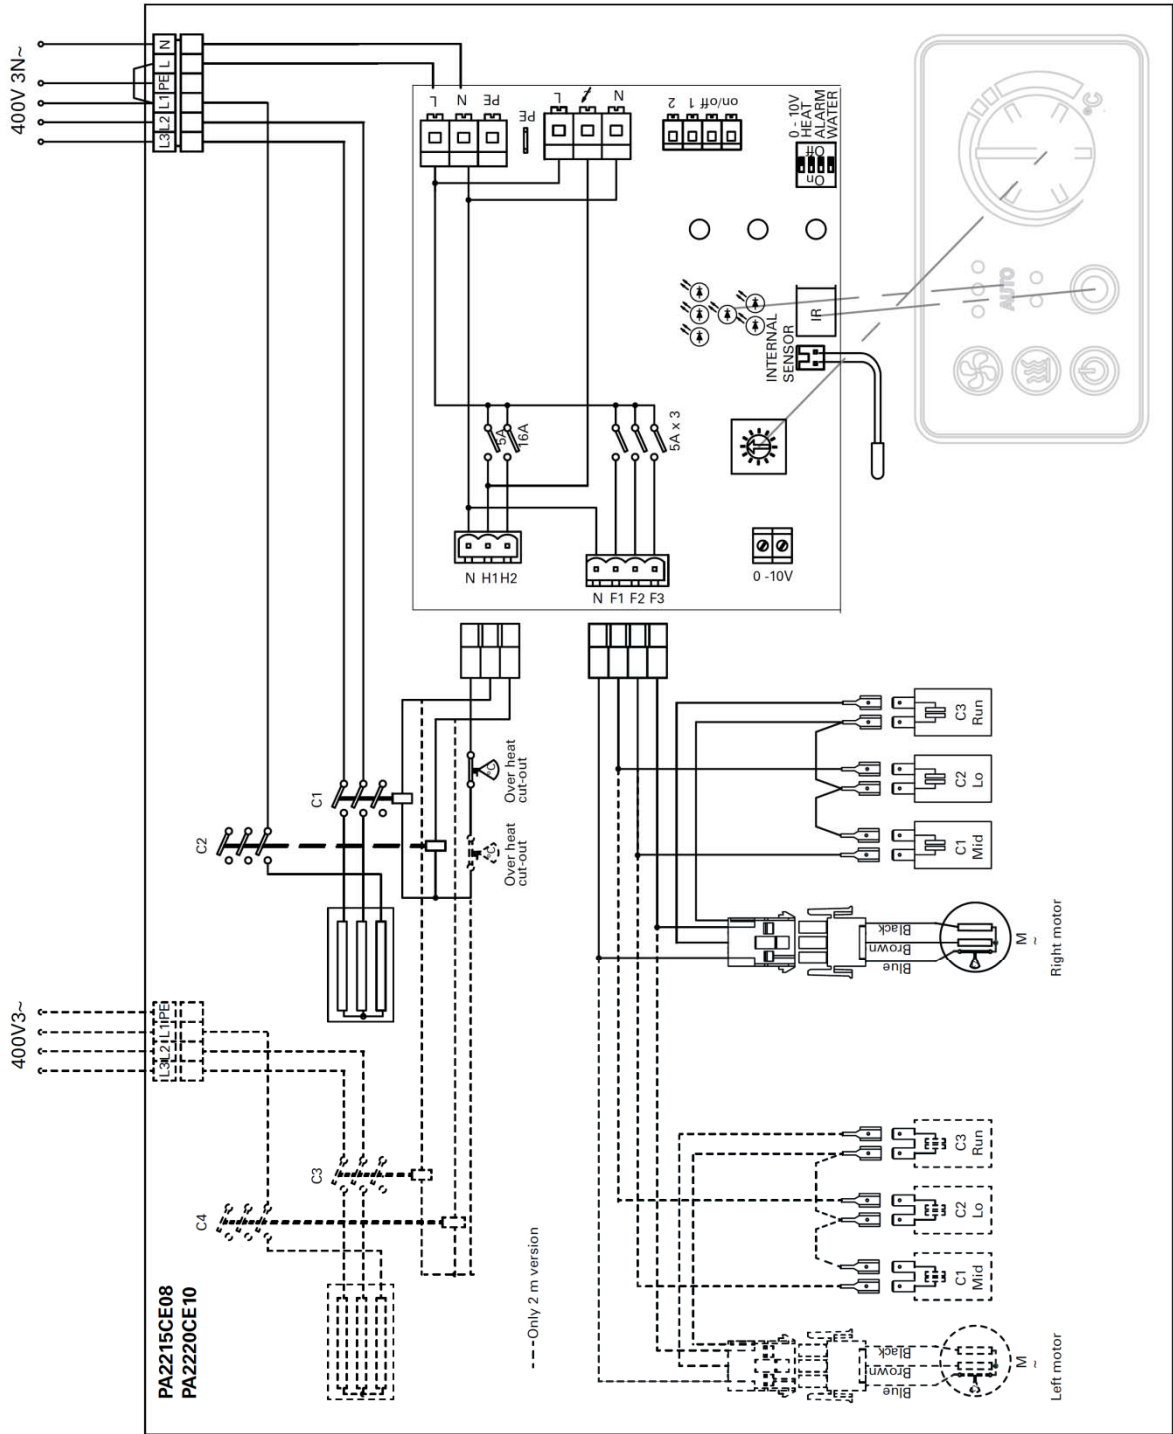 400V 3N~
N
L
PE
L1
L2
L3
L
N
PE
PE
L
N
2
1
on/off
0 - 10V
HEAT
ALARM
WATER
Off
On
°C
AUTO
IR
INTERNAL
SENSOR
5A
16A
5A x 3
N H1 H2
N F1 F2 F3
0 -10V
C1
C2
°C
Over heat
cut-out
°C
Over heat
cut-out
C3
Run
C2
Lo
C1
Mid
Black
Brown
Blue
M
~
Right motor
400V3~
PE
L1
L2
L3
C3
C4
---- Only 2 m version
C3
Run
C2
Lo
C1
Mid
Black
Brown
Blue
M
~
Left motor
PA2215CE08
PA2220CE10